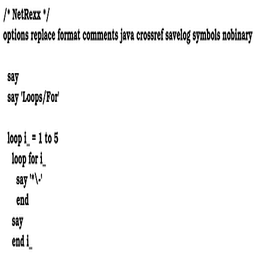 /* NetRexx */
options replace format comments java crossref savelog symbols nobinary
say
say 'Loops/For'
loop i_ = 1 to 5
loop for i_
say '*\-'
end
say
end i_